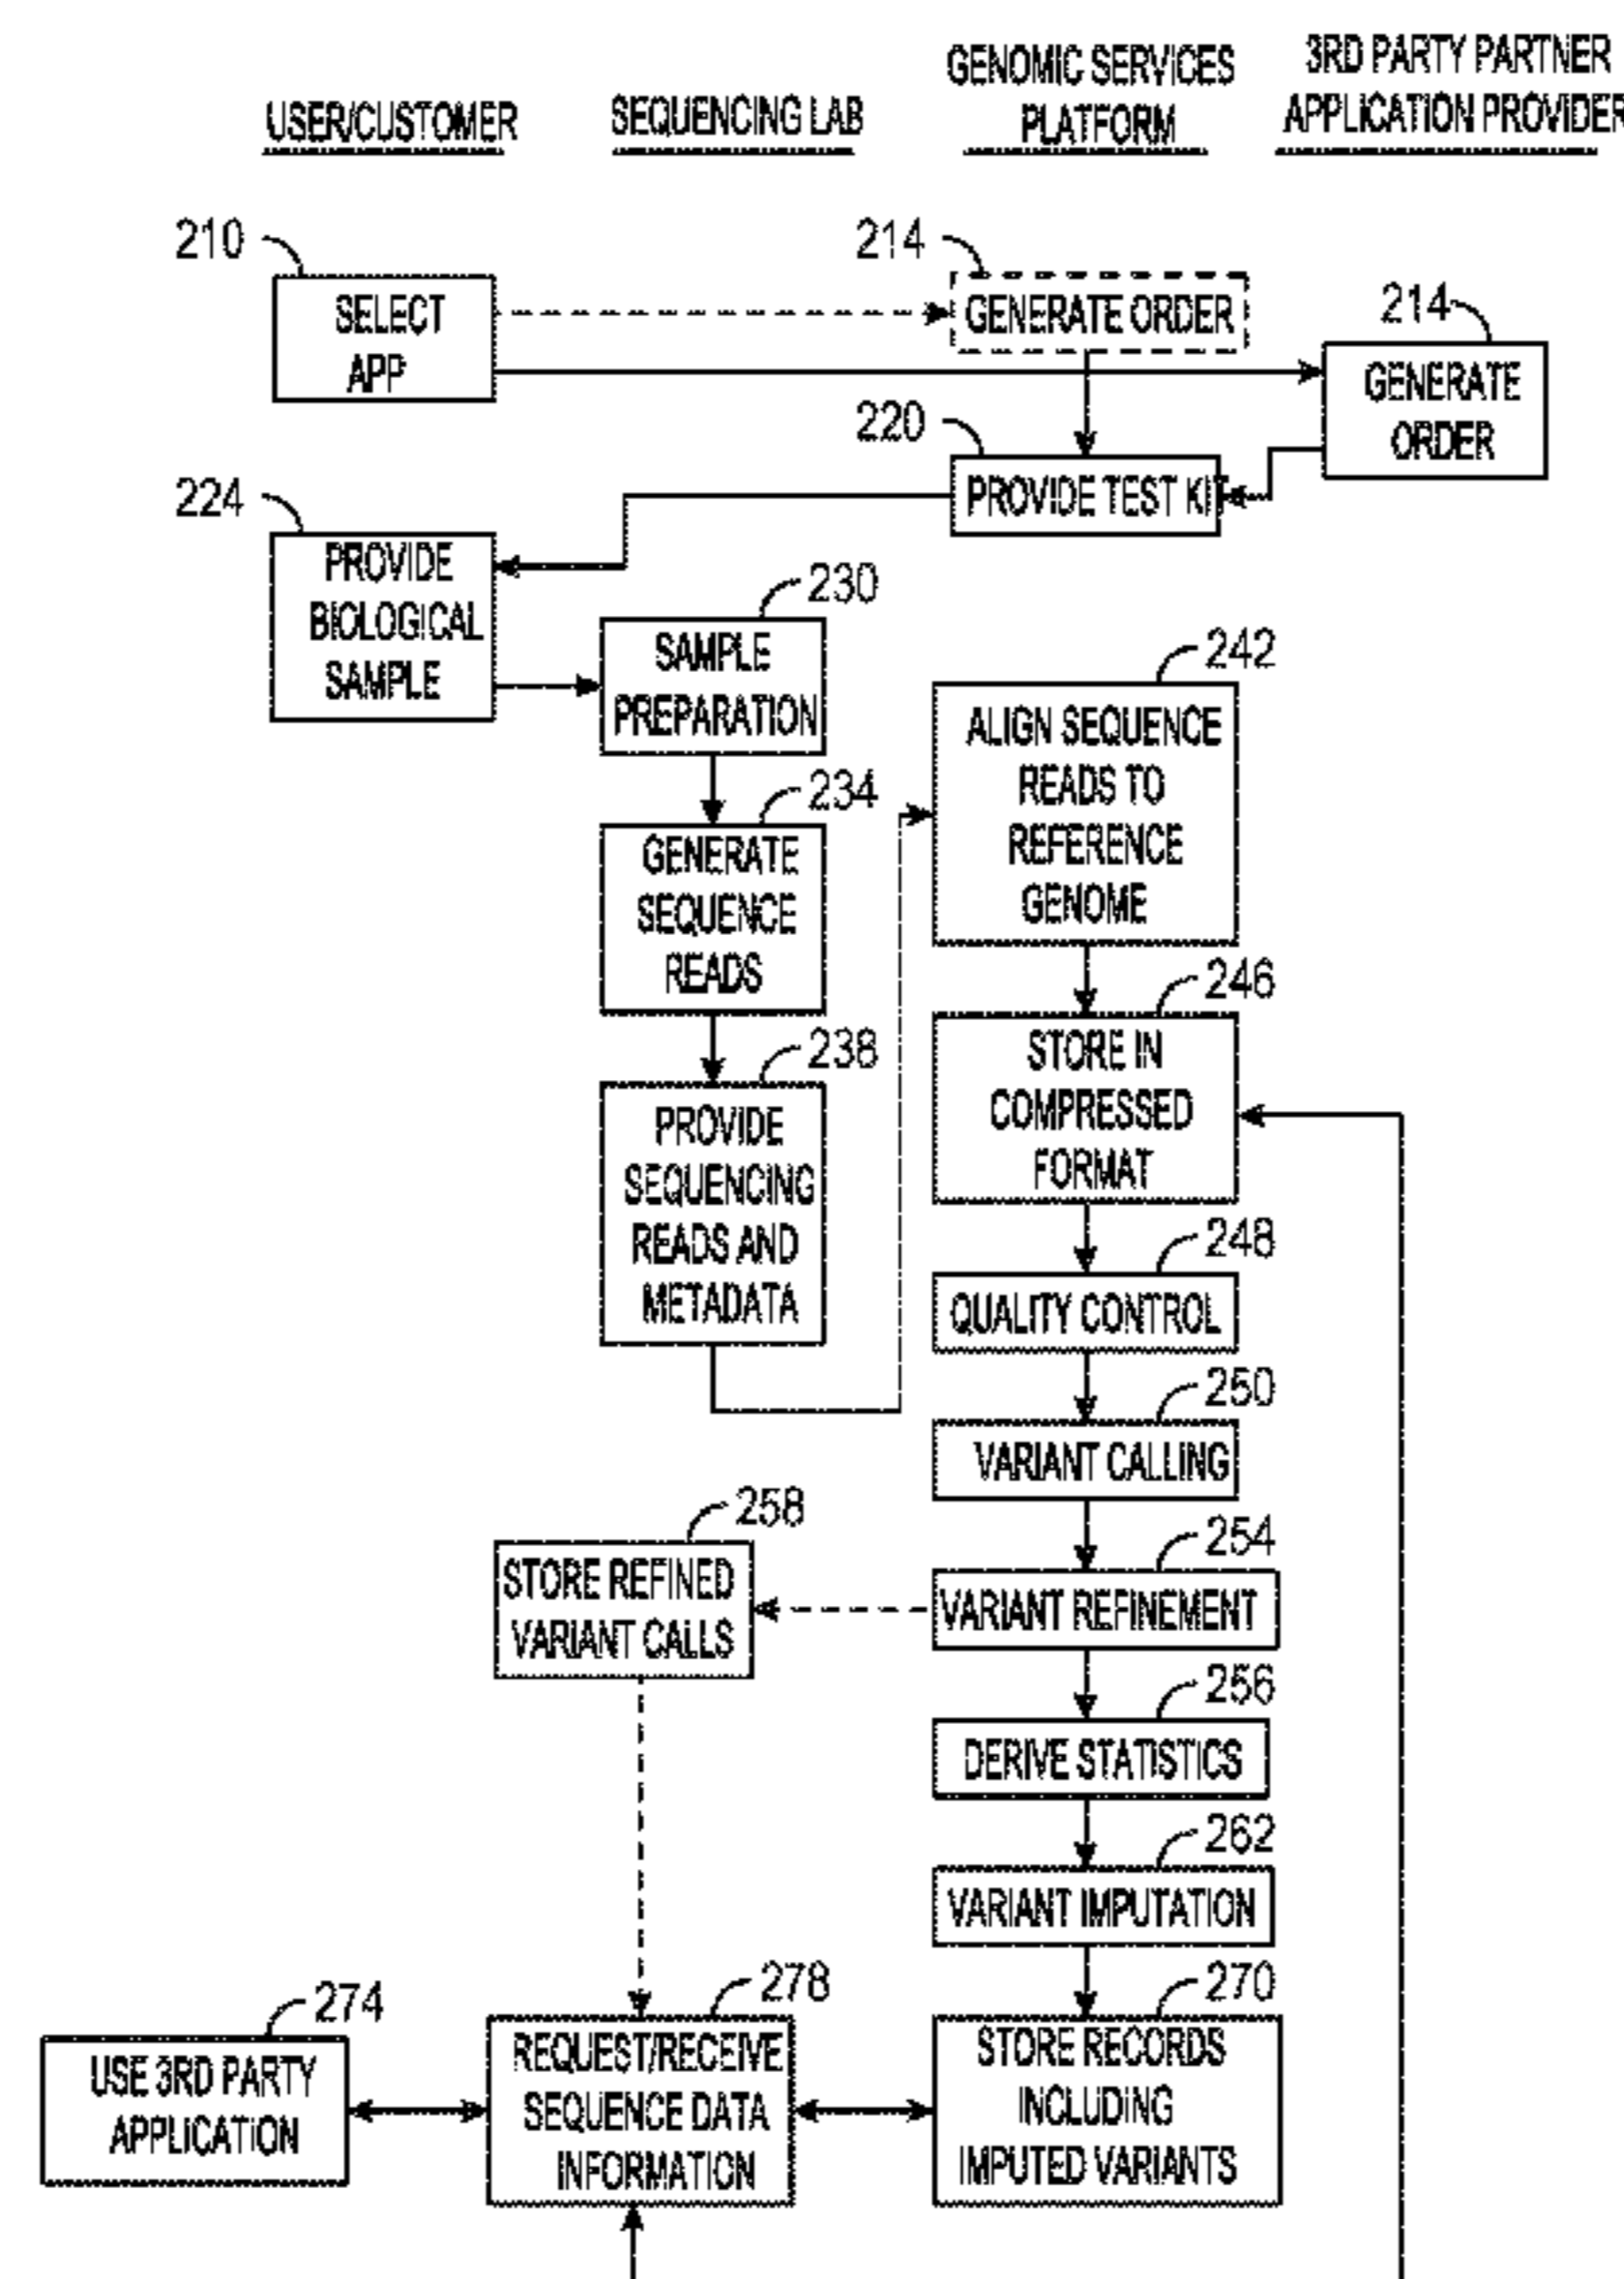 USER/CUSTOMER
SEQUENCING LAB
GENOMIC SERVICES
PLATFORM
3RD PARTY PARTNER
APPLICATION PROVIDER
210
SELECT
APP
214
GENERATE ORDER
214
GENERATE
ORDER
220
PROVIDE TEST KIT
224
PROVIDE
BIOLOGICAL
SAMPLE
230
SAMPLE
PREPARATION
234
GENERATE
SEQUENCE
READS
238
PROVIDE
SEQUENCING
READS AND
METADATA
242
ALIGN SEQUENCE
READS TO
REFERENCE
GENOME
246
STORE IN
COMPRESSED
FORMAT
248
QUALITY CONTROL
250
VARIANT CALLING
254
VARIANT REFINEMENT
258
STORE REFINED
VARIANT CALLS
256
DERIVE STATISTICS
262
VARIANT IMPUTATION
270
STORE RECORDS
INCLUDING
IMPUTED VARIANTS
278
REQUEST/RECEIVE
SEQUENCE DATA
INFORMATION
274
USE 3RD PARTY
APPLICATION